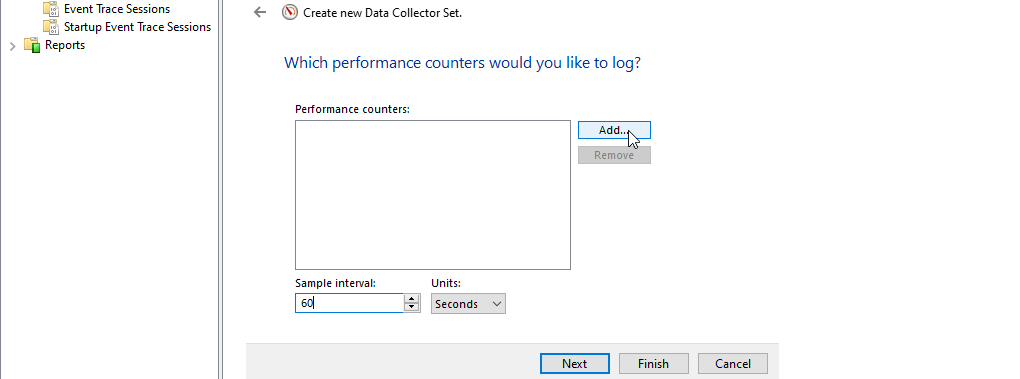 Event Trace Sessions
Startup Event Trace Sessions
Reports
Create new Data Collector Set.
Which performance counters would you like to log?
Performance counters:
Add...
Remove
Sample interval:
Units:
60
Seconds
Next
Finish
Cancel